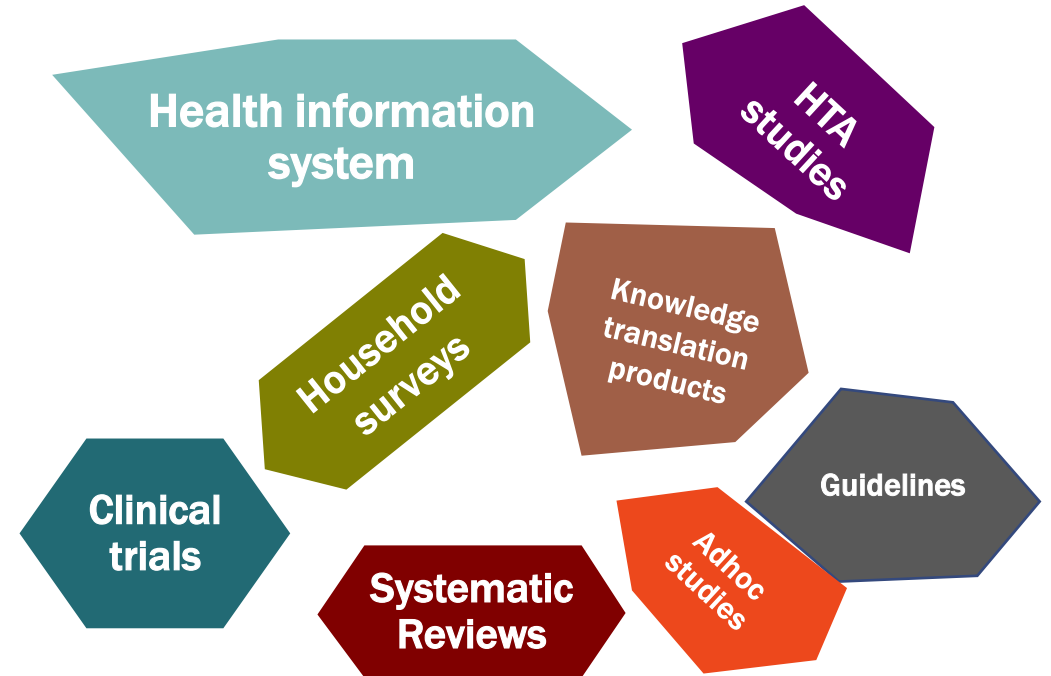 Health information
system
HTA
studies
Household
surveys
Knowledge
translation
products
Clinical
trials
Guidelines
Systematic
Reviews
Adhoc
studies